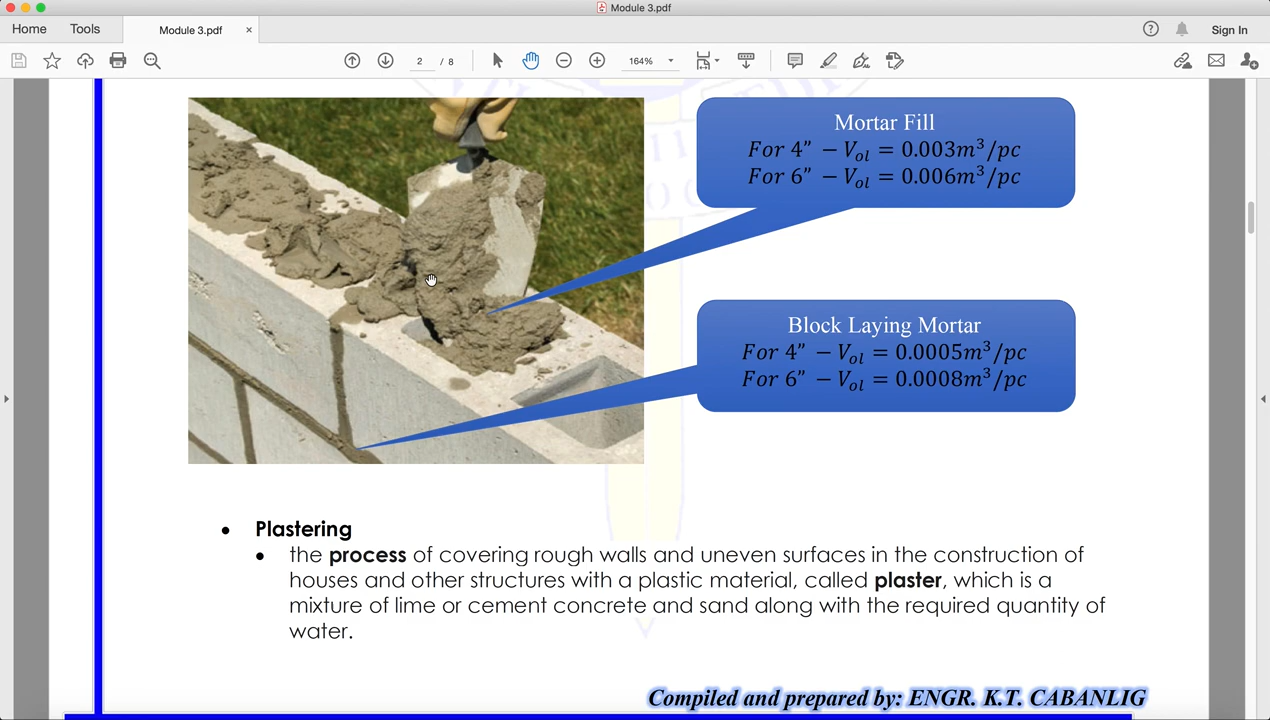 Module 3.pdf
Home
Tools
Module 3.pdf
×
?
Sign In
2 / 8
164%
Mortar Fill
For 4” − Vol = 0.003m³/pc
For 6” − Vol = 0.006m³/pc
Block Laying Mortar
For 4” − Vol = 0.0005m³/pc
For 6” − Vol = 0.0008m³/pc
• Plastering
• the process of covering rough walls and uneven surfaces in the construction of
houses and other structures with a plastic material, called plaster, which is a
mixture of lime or cement concrete and sand along with the required quantity of
water.
Compiled and prepared by: ENGR. K.T. CABANLIG